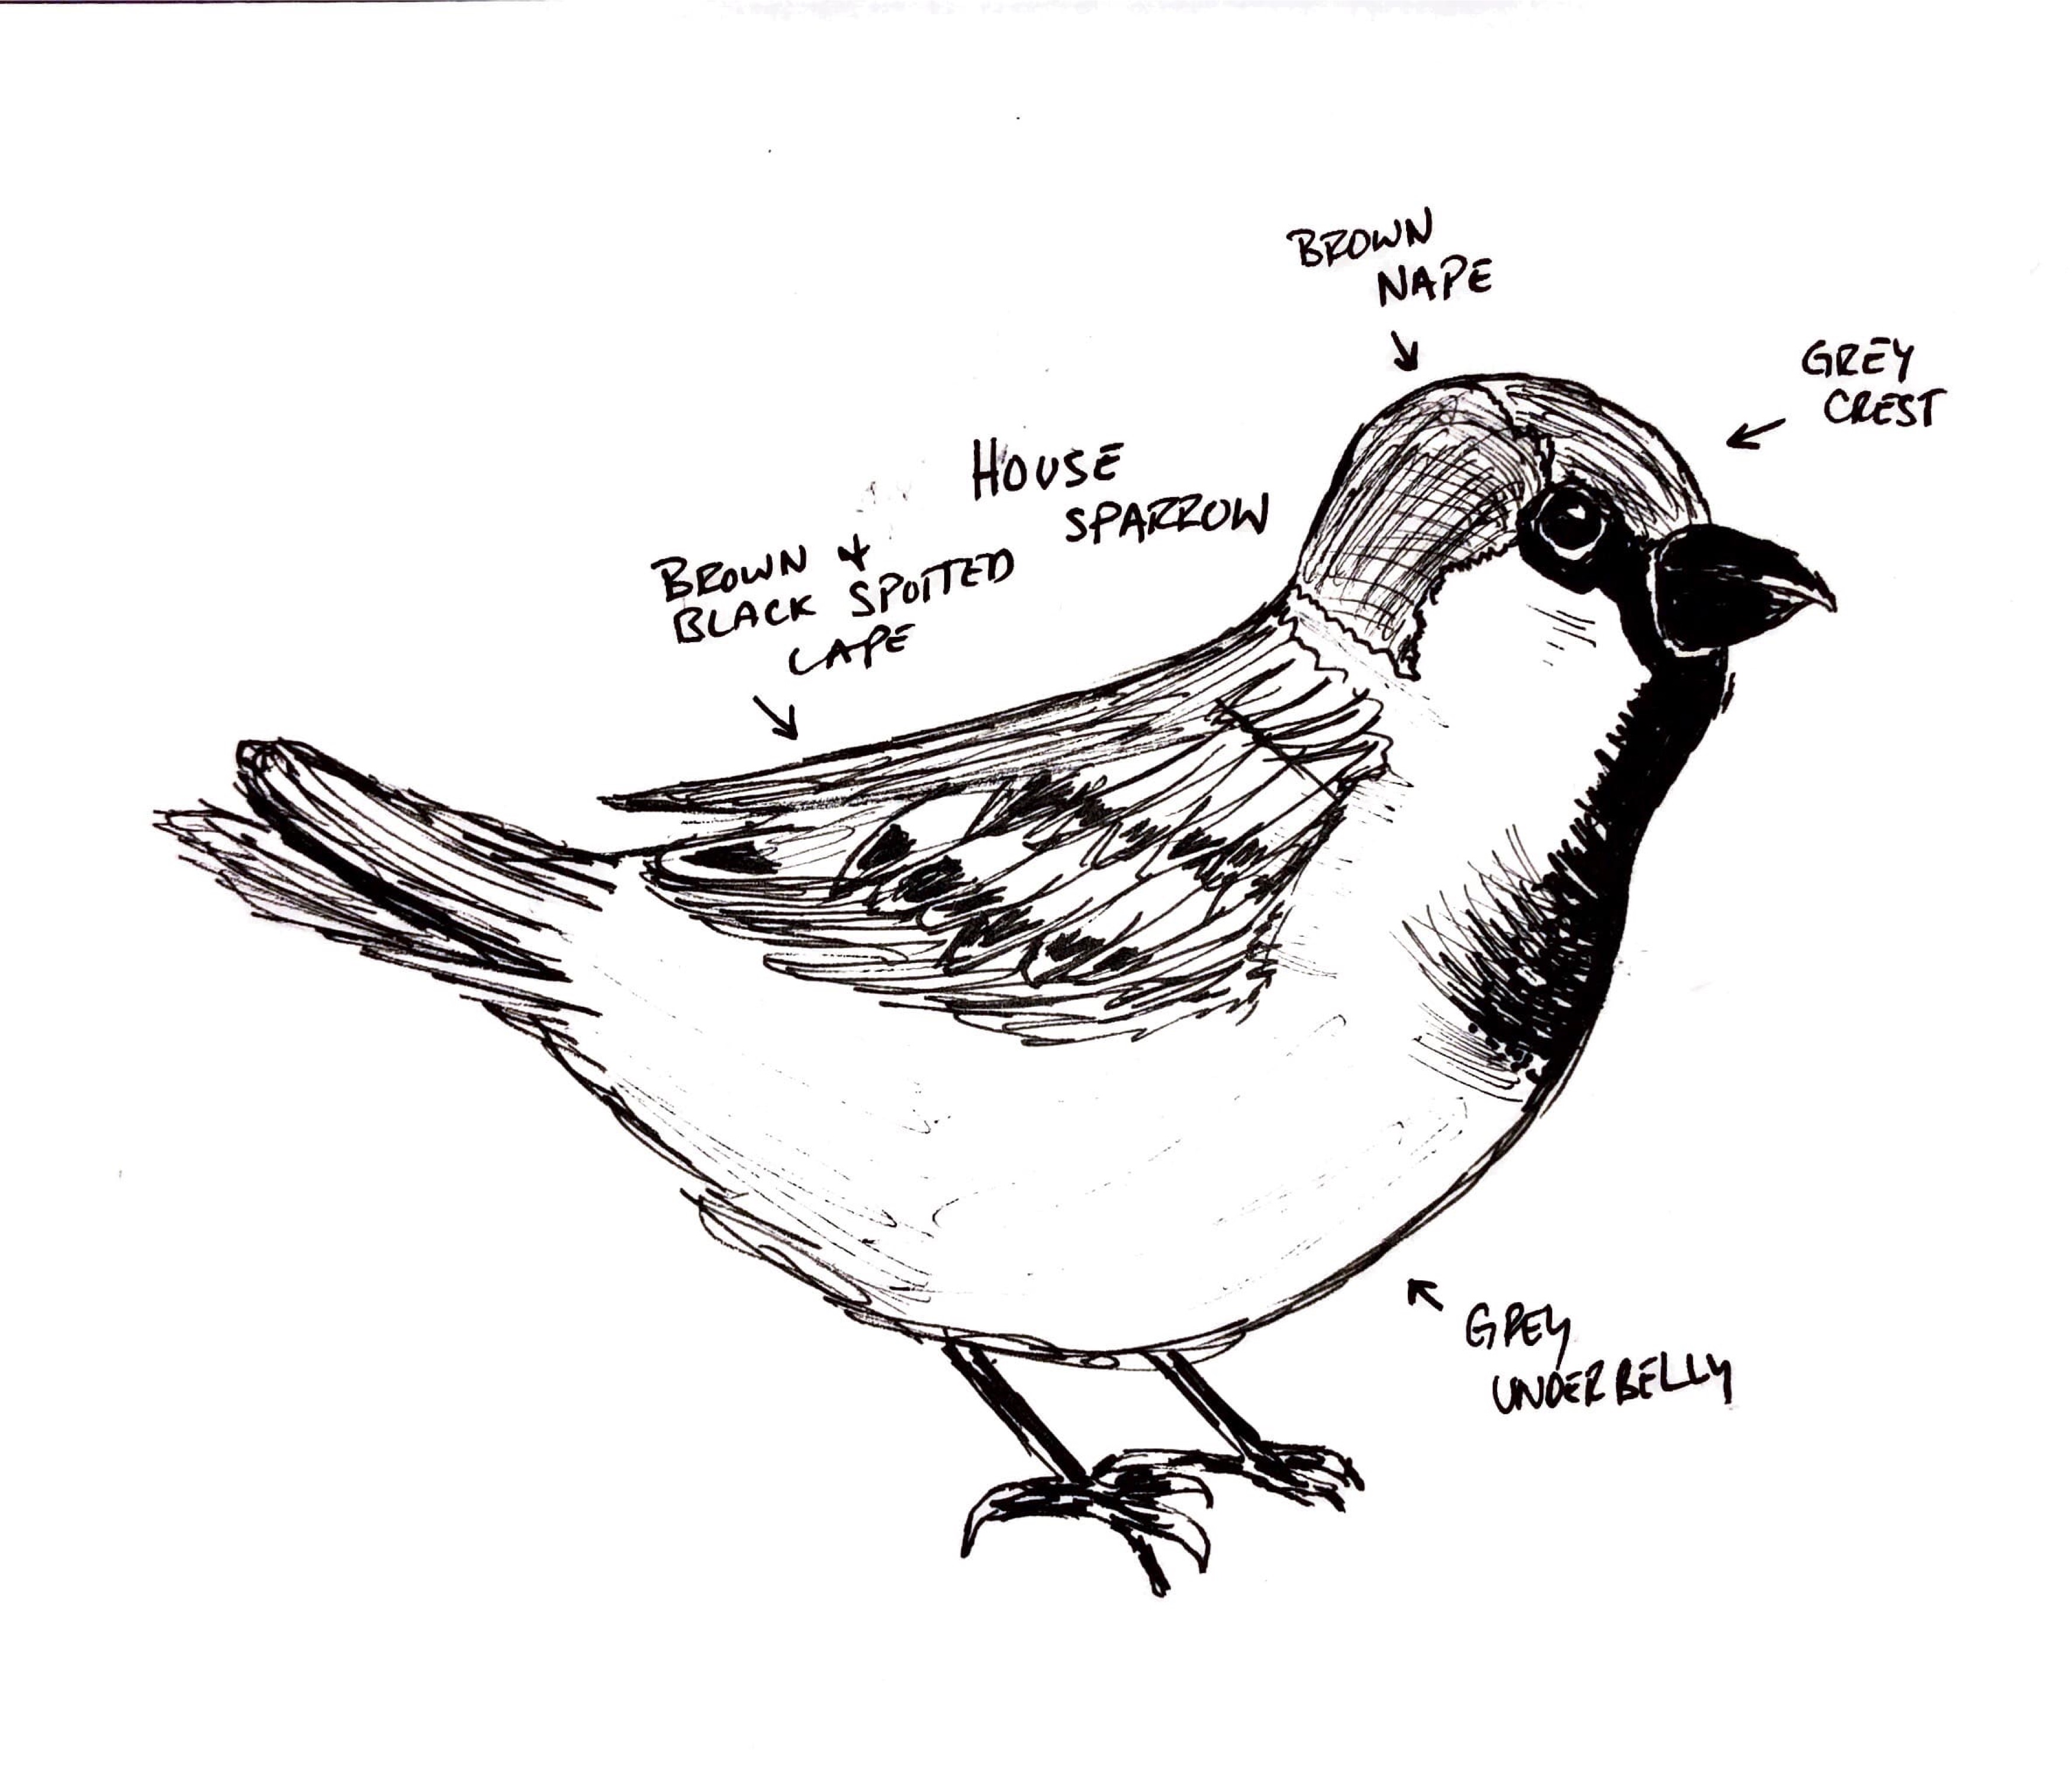 BROWN
NAPE
GREY
CREST
HOUSE
SPARROW
BROWN &
BLACK SPOTTED
CAPE
GREY
UNDERBELLY